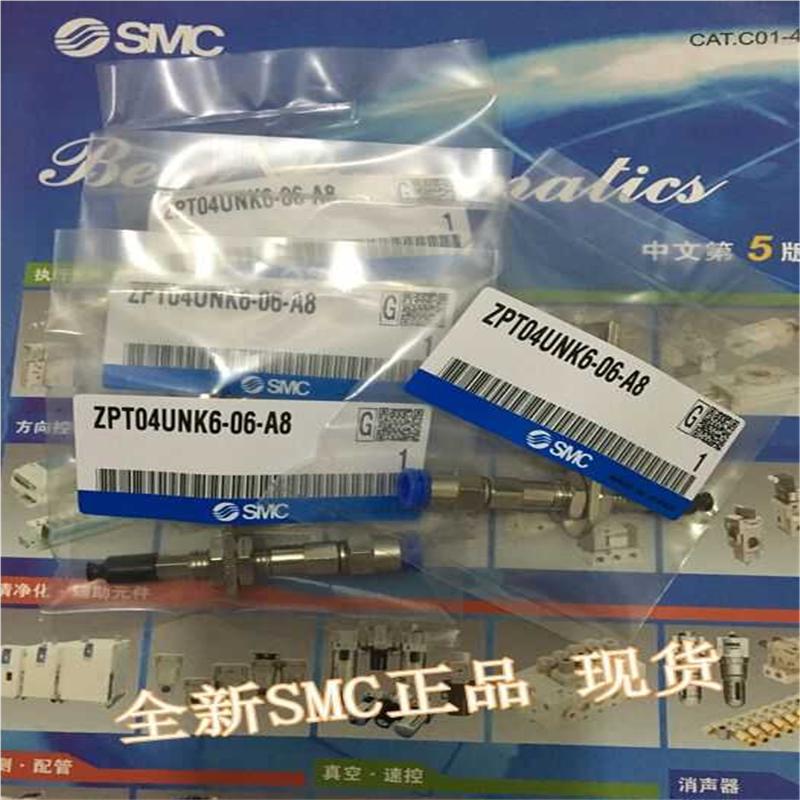 SMC
CAT.C01-4
Be
matics
中文第5版
执行
ZPT04UNK6-06-A8
G
1
ZPT04UNK6-06-A8
G
SMC
ZPT04UNK6-06-A8
G
1
SMC
方向控
ZPT04UNK6-06-A8
G
1
SMC
清净化·辅助元件
全新SMC正品 现货
测·配管
真空·速控
消声器